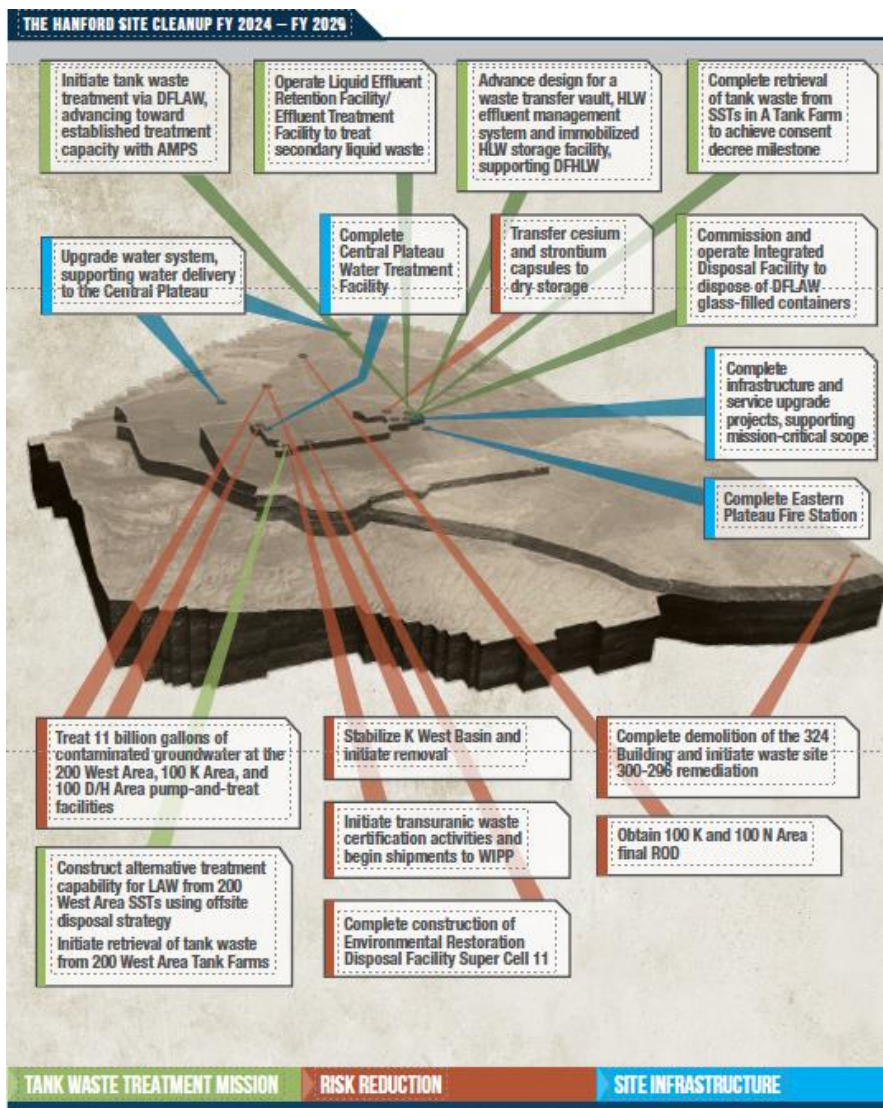 THE HANFORD SITE CLEANUP FY 2024 – FY 2029
Initiate tank waste
treatment via DFLAW,
advancing toward
established treatment
capacity with AMPS
Operate Liquid Effluent
Retention Facility/
Effluent Treatment
Facility to treat
secondary liquid waste
Advance design for a
waste transfer vault, HLW
effluent management
system and immobilized
HLW storage facility,
supporting DFHLW
Complete retrieval
of tank waste from
SSTs in A Tank Farm
to achieve consent
decree milestone
Upgrade water system,
supporting water delivery
to the Central Plateau
Complete
Central Plateau
Water Treatment
Facility
Transfer cesium
and strontium
capsules to
dry storage
Commission and
operate Integrated
Disposal Facility to
dispose of DFLAW
glass-filled containers
Complete
infrastructure and
service upgrade
projects, supporting
mission-critical scope
Complete Eastern
Plateau Fire Station
Treat 11 billion gallons of
contaminated groundwater at the
200 West Area, 100 K Area, and
100 D/H Area pump-and-treat
facilities
Stabilize K West Basin and
initiate removal
Complete demolition of the 324
Building and initiate waste site
300-296 remediation
Initiate transuranic waste
certification activities and
begin shipments to WIPP
Obtain 100 K and 100 N Area
final ROD
Construct alternative treatment
capability for LAW from 200
West Area SSTs using offsite
disposal strategy
Initiate retrieval of tank waste
from 200 West Area Tank Farms
Complete construction of
Environmental Restoration
Disposal Facility Super Cell 11
TANK WASTE TREATMENT MISSION
RISK REDUCTION
SITE INFRASTRUCTURE